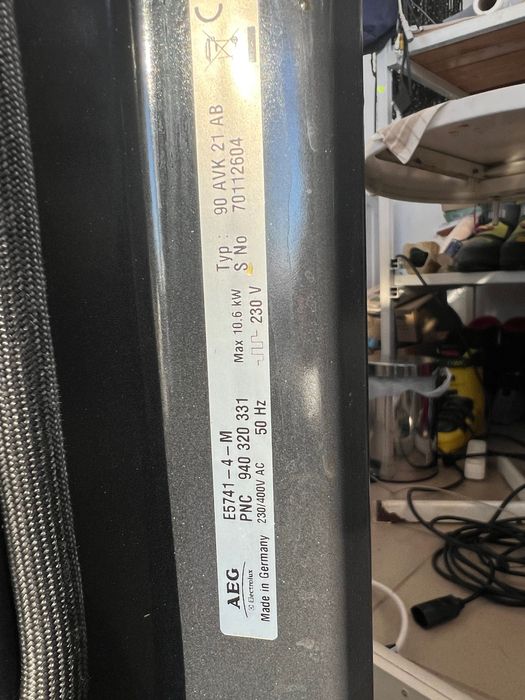 AEG
Electrolux
Made in Germany
E5741-4-M
PNC 940 320 331
230/400V AC 50 Hz
Max 10.6 kW
230 V
Typ : 90 AVK 21 AB
S No 70112604